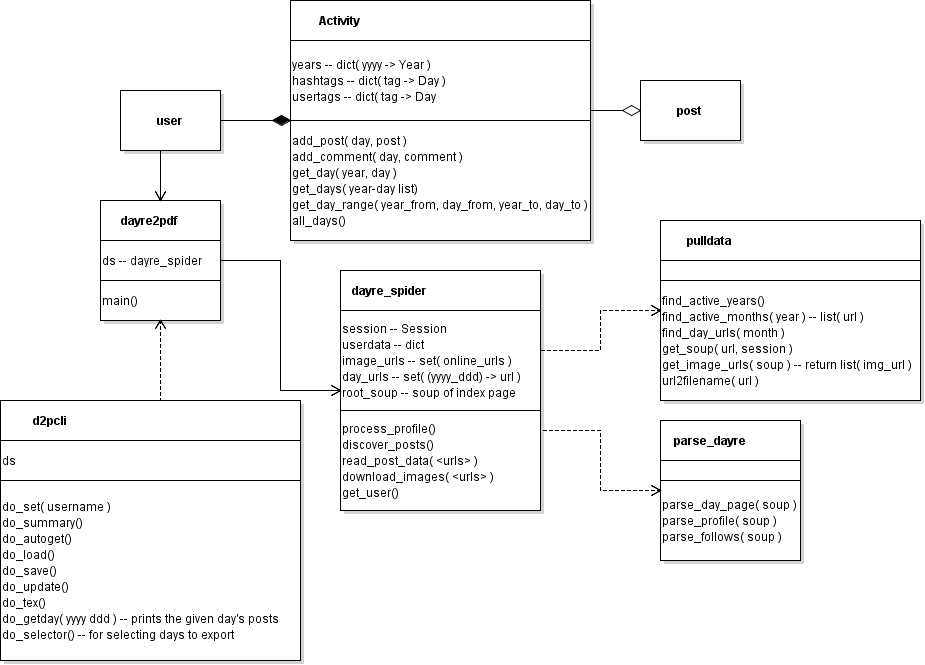 Activity
years -- dict( yyyy -> Year )
hashtags -- dict( tag -> Day )
usertags -- dict( tag -> Day
add_post( day, post )
add_comment( day, comment )
get_day( year, day )
get_days( year-day list)
get_day_range( year_from, day_from, year_to, day_to )
all_days()
user
post
dayre2pdf
ds -- dayre_spider
main()
dayre_spider
session -- Session
userdata -- dict
image_urls -- set( online_urls )
day_urls -- set( (yyyy_ddd) -> url )
root_soup -- soup of index page
process_profile()
discover_posts()
read_post_data( <urls> )
download_images( <urls> )
get_user()
pulldata
find_active_years()
find_active_months( year ) -- list( url )
find_day_urls( month )
get_soup( url, session )
get_image_urls( soup ) -- return list( img_url )
url2filename( url )
d2pcli
ds
do_set( username )
do_summary()
do_autoget()
do_load()
do_save()
do_update()
do_tex()
do_getday( yyyy ddd ) -- prints the given day's posts
do_selector() -- for selecting days to export
parse_dayre
parse_day_page( soup )
parse_profile( soup )
parse_follows( soup )